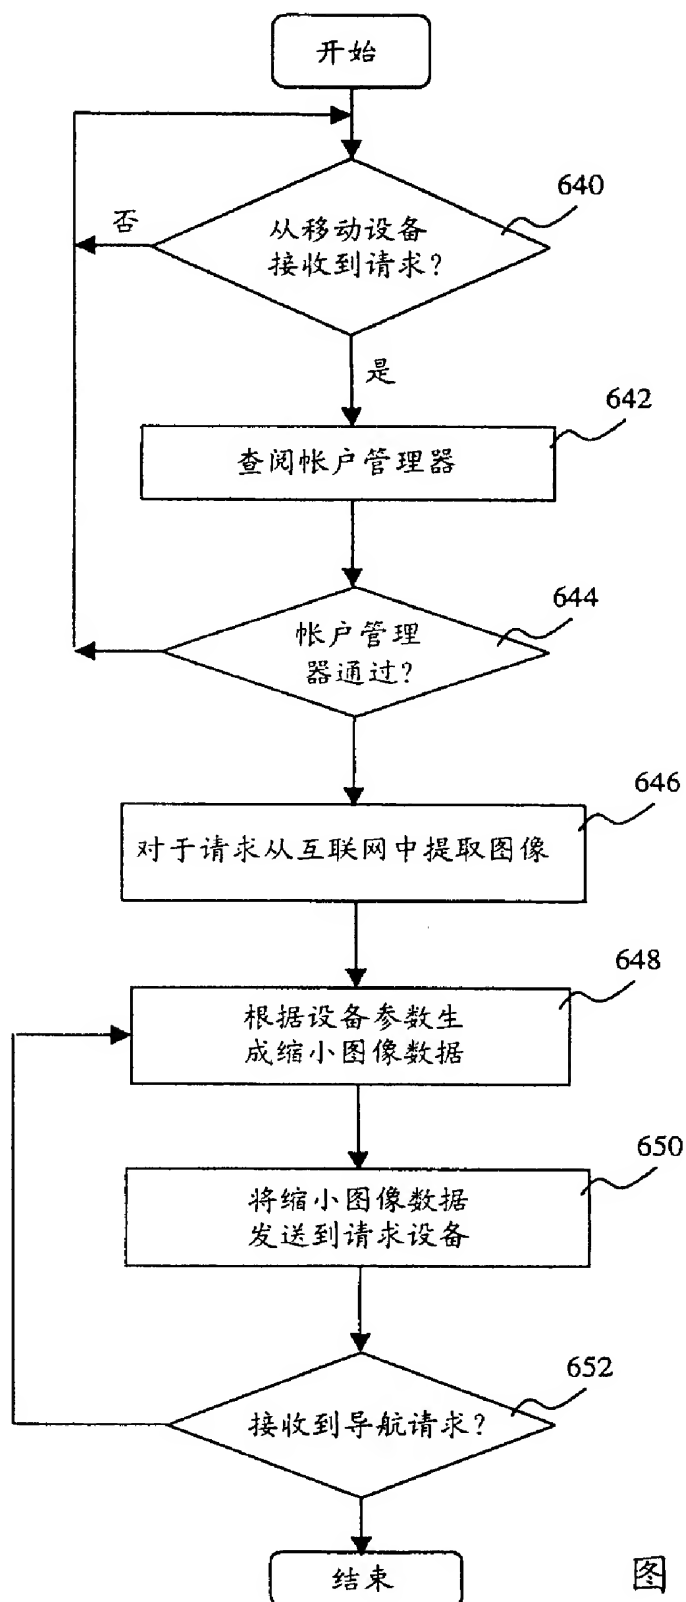 开始
640
否
从移动设备
接收到请求?
是
642
查阅帐户管理器
644
帐户管理
器通过?
646
对于请求从互联网中提取图像
648
根据设备参数生
成缩小图像数据
650
将缩小图像数据
发送到请求设备
652
接收到导航请求?
结束
图